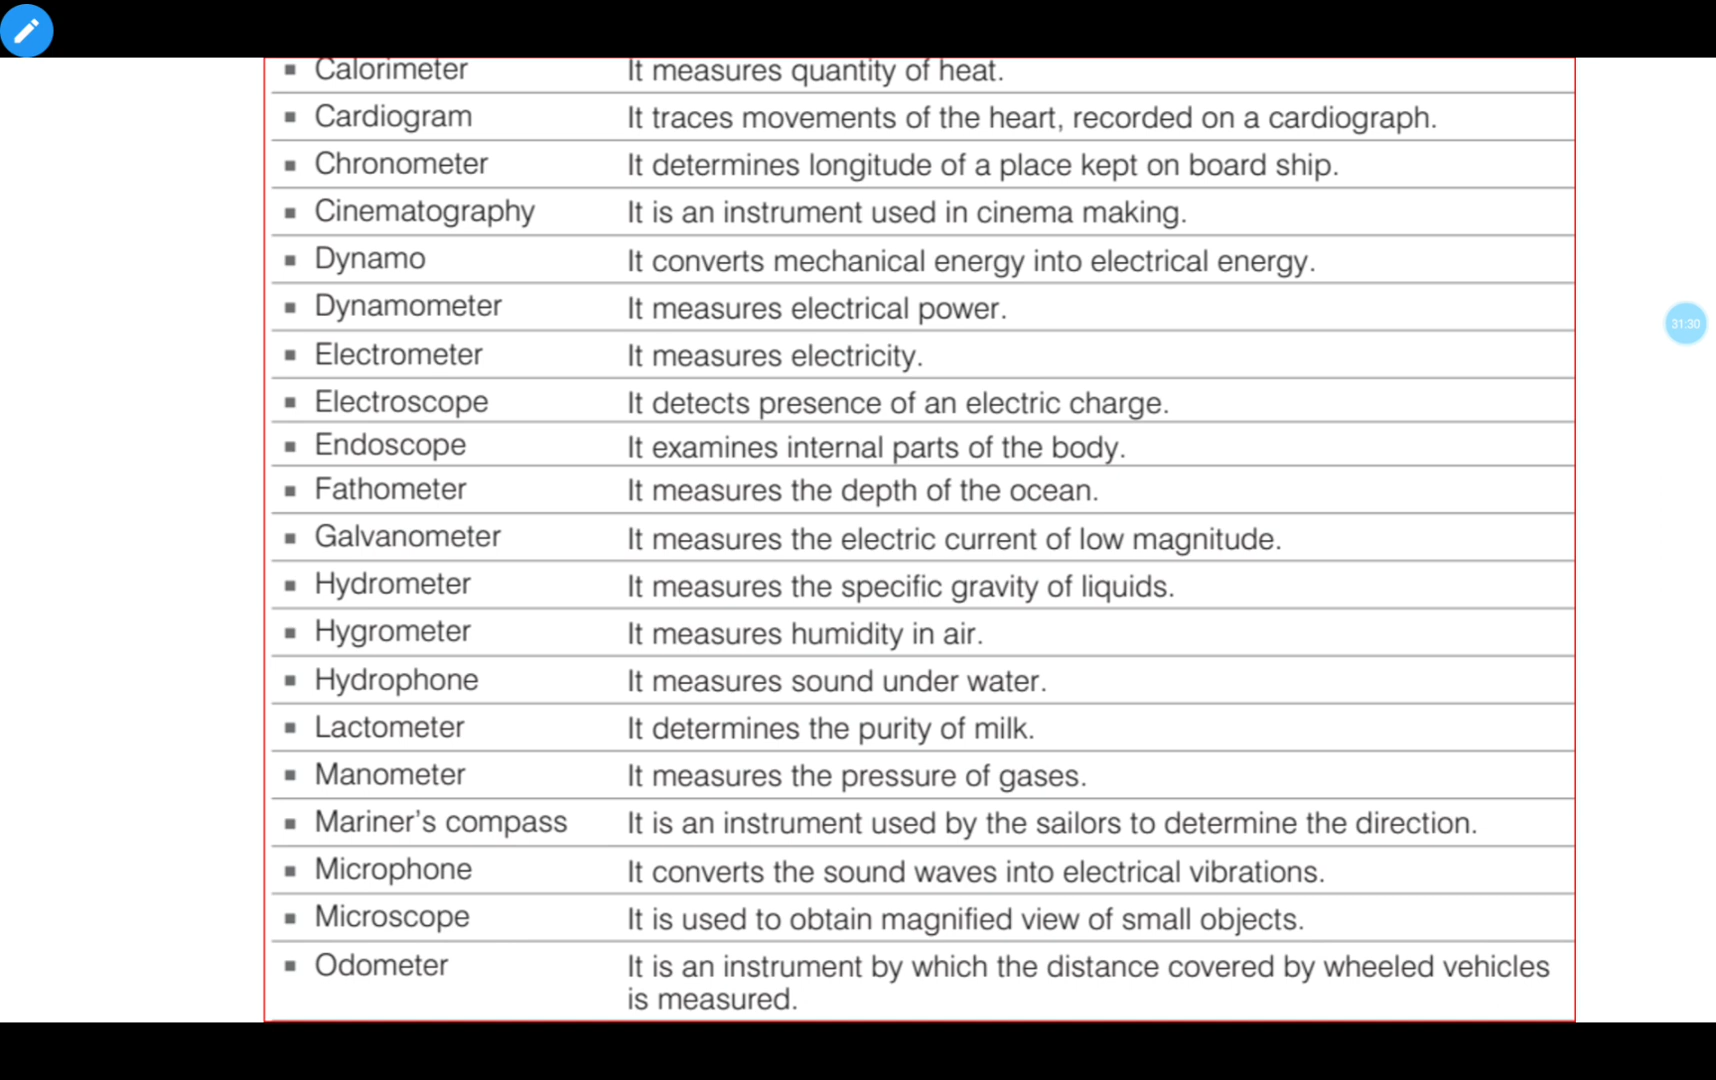 Calorimeter It measures quantity of heat.
Cardiogram It traces movements of the heart, recorded on a cardiograph.
Chronometer It determines longitude of a place kept on board ship.
Cinematography It is an instrument used in cinema making.
Dynamo It converts mechanical energy into electrical energy.
Dynamometer It measures electrical power.
31:30
Electrometer It measures electricity.
Electroscope It detects presence of an electric charge.
Endoscope It examines internal parts of the body.
Fathometer It measures the depth of the ocean.
Galvanometer It measures the electric current of low magnitude.
Hydrometer It measures the specific gravity of liquids.
Hygrometer It measures humidity in air.
Hydrophone It measures sound under water.
Lactometer It determines the purity of milk.
Manometer It measures the pressure of gases.
Mariner's compass It is an instrument used by the sailors to determine the direction.
Microphone It converts the sound waves into electrical vibrations.
Microscope It is used to obtain magnified view of small objects.
Odometer It is an instrument by which the distance covered by wheeled vehicles
is measured.